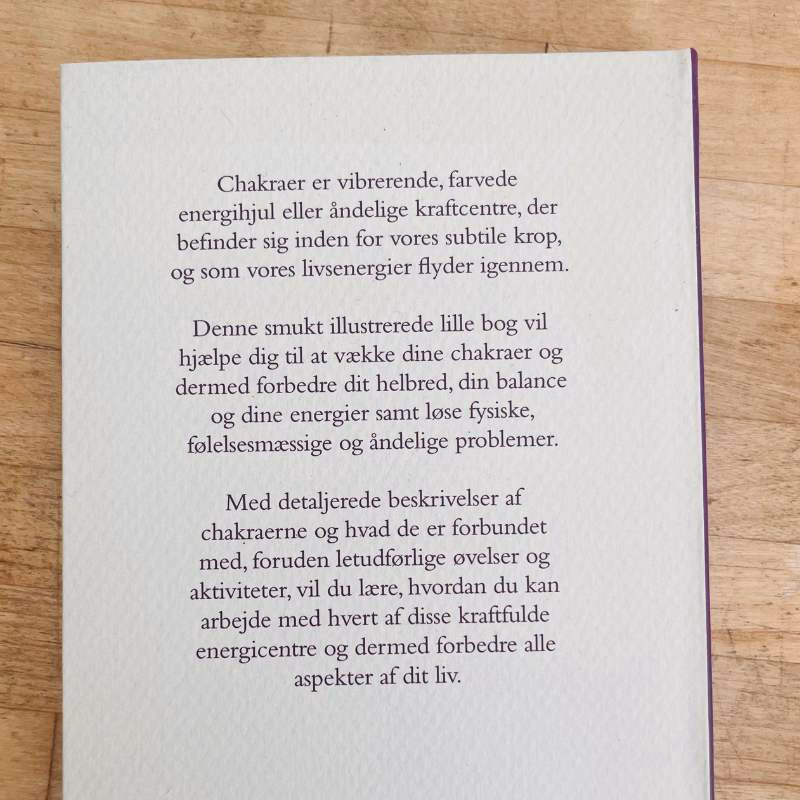 Chakraer er vibrerende, farvede
energihjul eller åndelige kraftcentre, der
befinder sig inden for vores subtile krop,
og som vores livsenergier flyder igennem.
Denne smukt illustrerede lille bog vil
hjælpe dig til at vække dine chakraer og
dermed forbedre dit helbred, din balance
og dine energier samt løse fysiske,
følelsesmæssige og åndelige problemer.
Med detaljerede beskrivelser af
chakraerne og hvad de er forbundet
med, foruden letudførlige øvelser og
aktiviteter, vil du lære, hvordan du kan
arbejde med hvert af disse kraftfulde
energicentre og dermed forbedre alle
aspekter af dit liv.